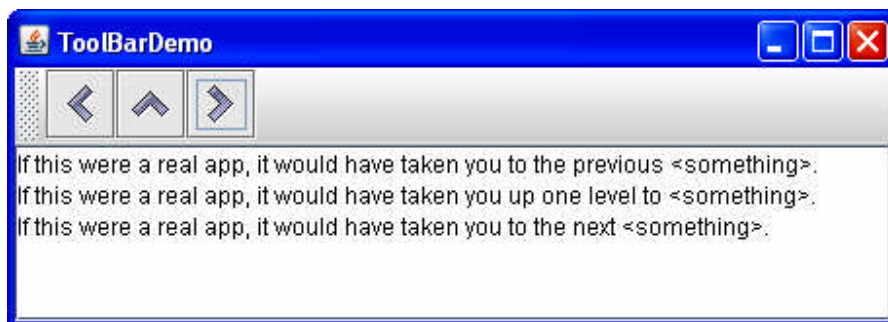 ToolBarDemo
If this were a real app, it would have taken you to the previous <something>.
If this were a real app, it would have taken you up one level to <something>.
If this were a real app, it would have taken you to the next <something>.